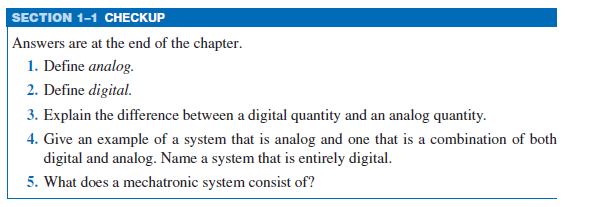 SECTION 1–1 CHECKUP
Answers are at the end of the chapter.
1. Define analog.
2. Define digital.
3. Explain the difference between a digital quantity and an analog quantity.
4. Give an example of a system that is analog and one that is a combination of both
digital and analog. Name a system that is entirely digital.
5. What does a mechatronic system consist of?